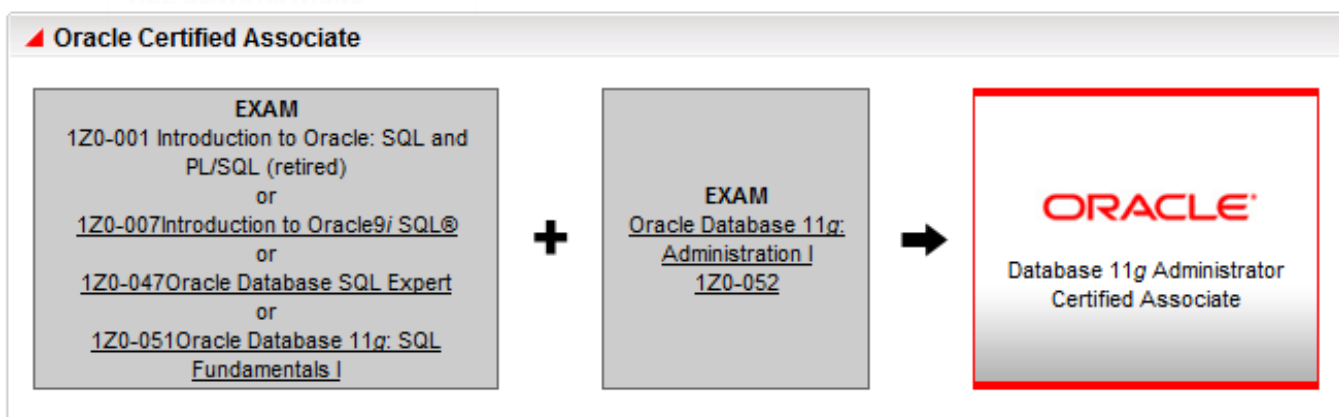 Oracle Certified Associate
EXAM
1Z0-001 Introduction to Oracle: SQL and
PL/SQL (retired)
or
1Z0-007Introduction to Oracle9i SQL®
or
1Z0-047Oracle Database SQL Expert
or
1Z0-051Oracle Database 11g: SQL
Fundamentals I
+
EXAM
Oracle Database 11g:
Administration I
1Z0-052
ORACLE®
Database 11g Administrator
Certified Associate